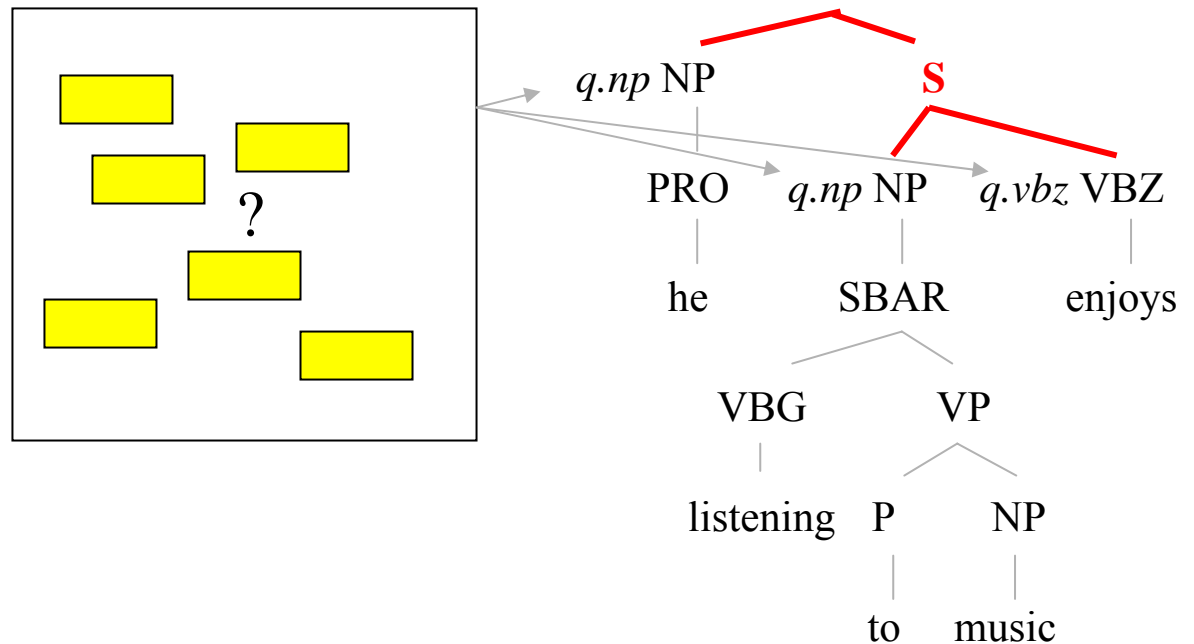 q.np NP S
PRO q.np NP q.vbz VBZ
?
he SBAR enjoys
VBG VP
listening P NP
to music